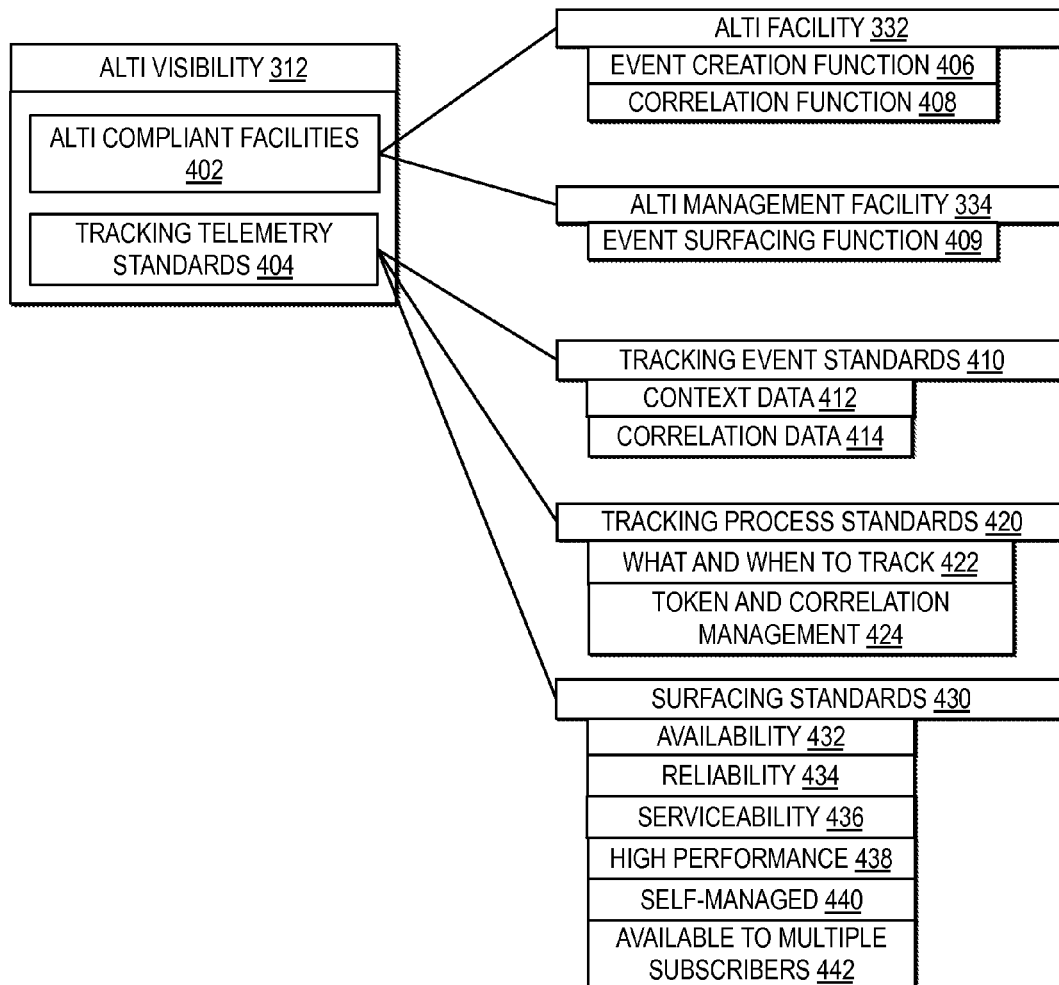 ALTI VISIBILITY 312
ALTI COMPLIANT FACILITIES
402
TRACKING TELEMETRY
STANDARDS 404
ALTI FACILITY 332
EVENT CREATION FUNCTION 406
CORRELATION FUNCTION 408
ALTI MANAGEMENT FACILITY 334
EVENT SURFACING FUNCTION 409
TRACKING EVENT STANDARDS 410
CONTEXT DATA 412
CORRELATION DATA 414
TRACKING PROCESS STANDARDS 420
WHAT AND WHEN TO TRACK 422
TOKEN AND CORRELATION
MANAGEMENT 424
SURFACING STANDARDS 430
AVAILABILITY 432
RELIABILITY 434
SERVICEABILITY 436
HIGH PERFORMANCE 438
SELF-MANAGED 440
AVAILABLE TO MULTIPLE
SUBSCRIBERS 442